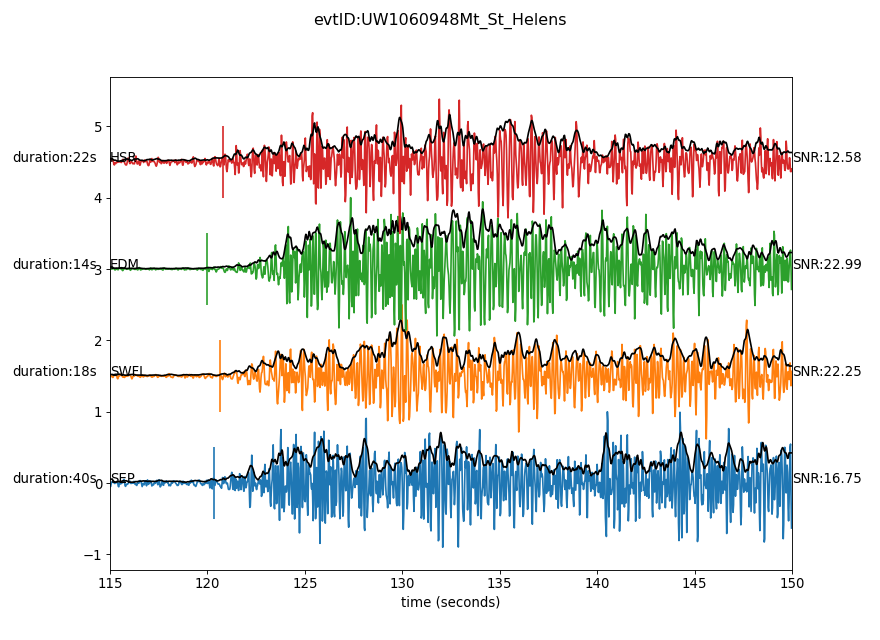 evtID:UW1060948Mt_St_Helens
5
duration:22s HSR SNR:12.58
4
duration:14s EDM SNR:22.99
3
2
duration:18s SWFL SNR:22.25
1
duration:40s SEP SNR:16.75
0
−1
115 120 125 130 135 140 145 150
time (seconds)